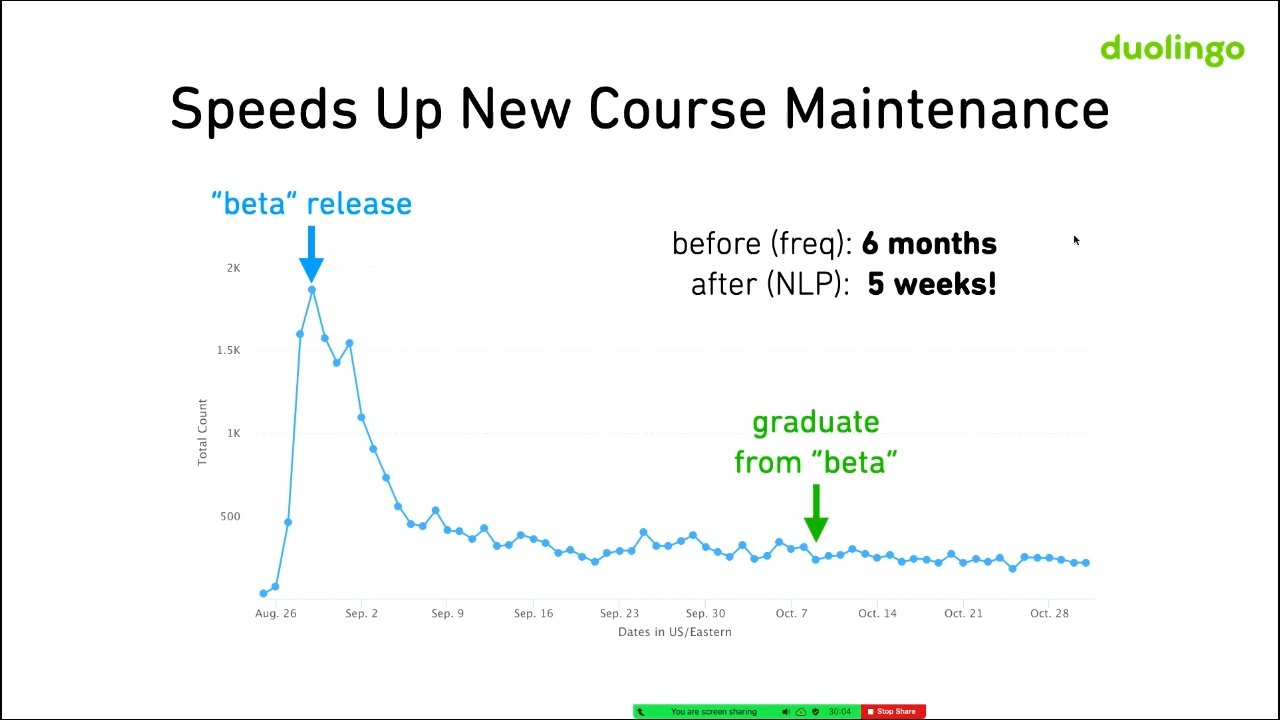 duolingo
Speeds Up New Course Maintenance
"beta" release
before (freq): 6 months
after (NLP): 5 weeks!
2K
1.5K
1K
500
Total Count
graduate
from "beta"
Aug. 26 Sep. 2 Sep. 9 Sep. 16 Sep. 23 Sep. 30 Oct. 7 Oct. 14 Oct. 21 Oct. 28
Dates in US/Eastern
You are screen sharing 30:04 Stop Share